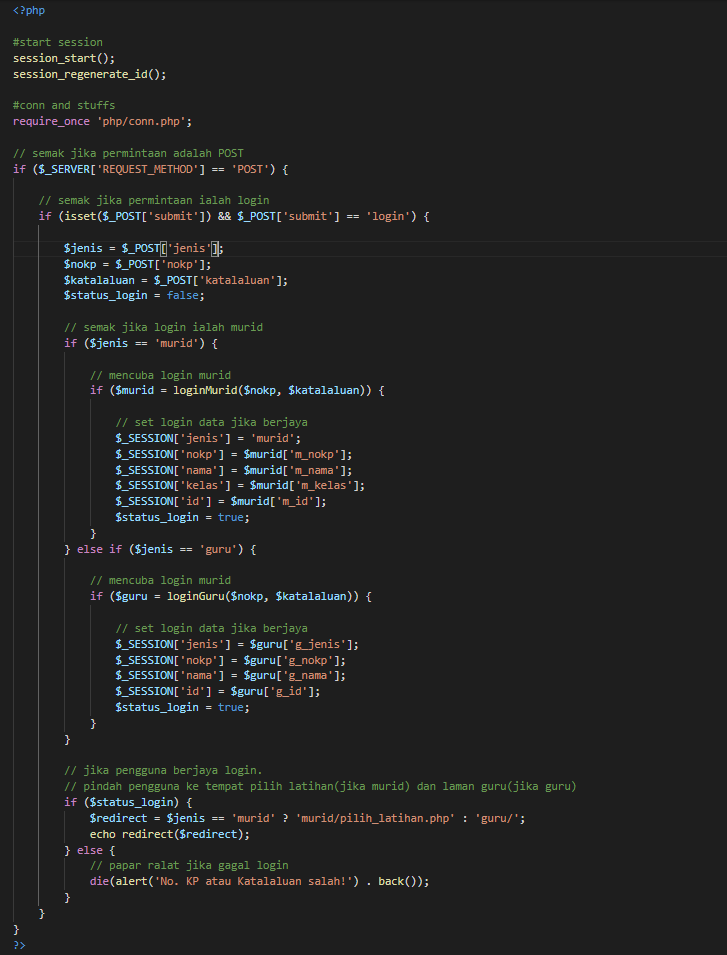 <?php
#start session
session_start();
session_regenerate_id();
#conn and stuffs
require_once 'php/conn.php';
// semak jika permintaan adalah POST
if ($_SERVER['REQUEST_METHOD'] == 'POST') {
// semak jika permintaan ialah login
if (isset($_POST['submit']) && $_POST['submit'] == 'login') {
$jenis = $_POST['jenis'];
$nokp = $_POST['nokp'];
$katalaluan = $_POST['katalaluan'];
$status_login = false;
// semak jika login ialah murid
if ($jenis == 'murid') {
// mencuba login murid
if ($murid = loginMurid($nokp, $katalaluan)) {
// set login data jika berjaya
$_SESSION['jenis'] = 'murid';
$_SESSION['nokp'] = $murid['m_nokp'];
$_SESSION['nama'] = $murid['m_nama'];
$_SESSION['kelas'] = $murid['m_kelas'];
$_SESSION['id'] = $murid['m_id'];
$status_login = true;
}
} else if ($jenis == 'guru') {
// mencuba login murid
if ($guru = loginGuru($nokp, $katalaluan)) {
// set login data jika berjaya
$_SESSION['jenis'] = $guru['g_jenis'];
$_SESSION['nokp'] = $guru['g_nokp'];
$_SESSION['nama'] = $guru['g_nama'];
$_SESSION['id'] = $guru['g_id'];
$status_login = true;
}
}
// jika pengguna berjaya login.
// pindah pengguna ke tempat pilih latihan(jika murid) dan laman guru(jika guru)
if ($status_login) {
$redirect = $jenis == 'murid' ? 'murid/pilih_latihan.php' : 'guru/';
echo redirect($redirect);
} else {
// papar ralat jika gagal login
die(alert('No. KP atau Katalaluan salah!') . back());
}
}
}
?>